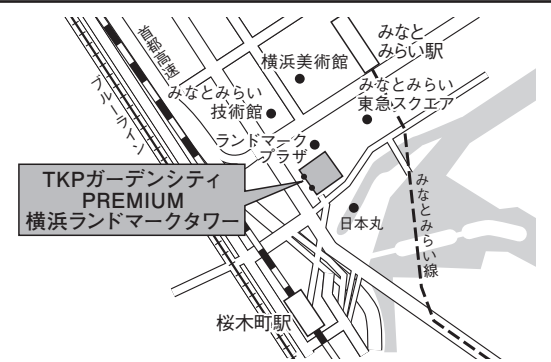 首都高速
ブルーライン
みなと
みらい駅
横浜美術館
みなとみらい
技術館
みなとみらい
東急スクエア
ランドマーク
プラザ
TKPガーデンシティ
PREMIUM
横浜ランドマークタワー
日本丸
みなとみらい線
桜木町駅